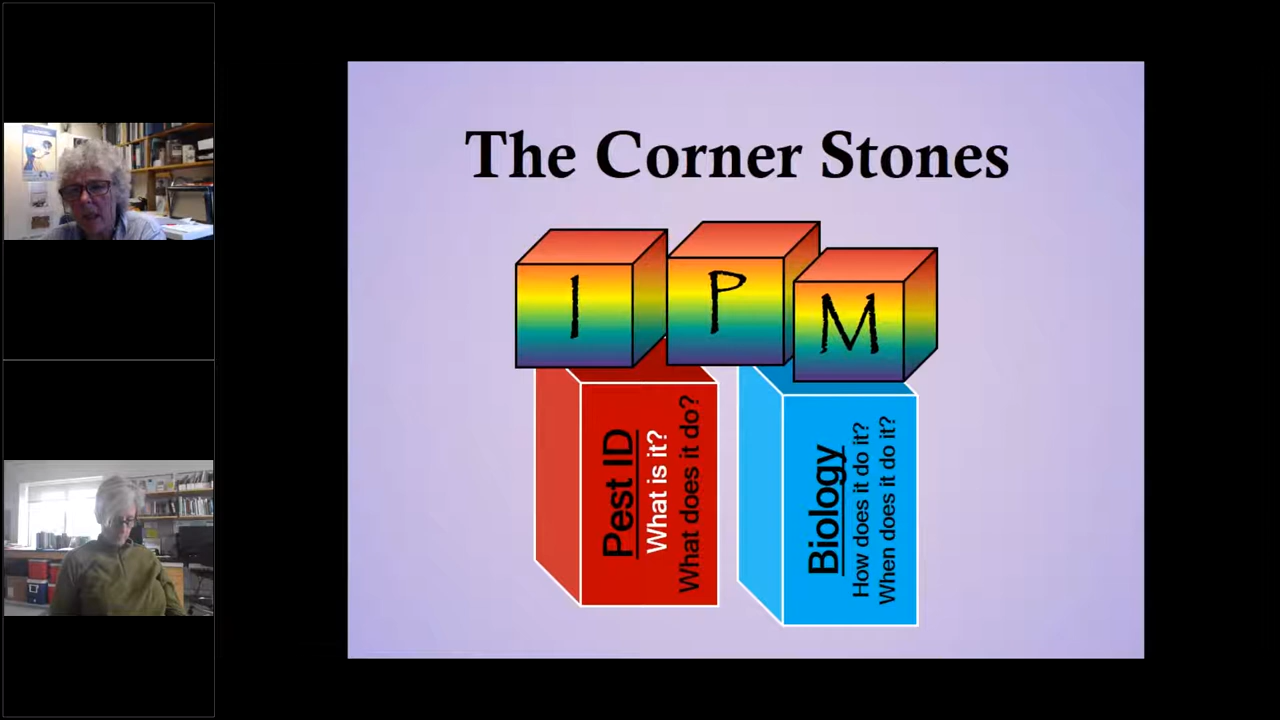 The Corner Stones
I
P
M
Pest ID
What is it?
What does it do?
Biology
How does it do it?
When does it do it?